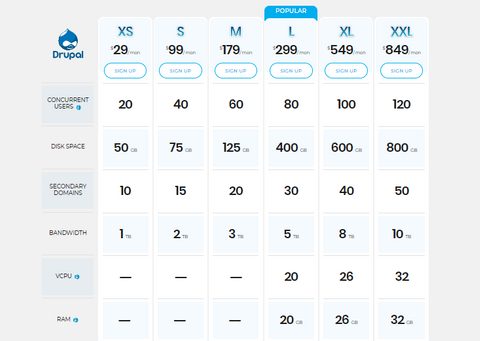 POPULAR
Drupal
XS S M L XL XXL
$29/mon $99/mon $179/mon $299/mon $549/mon $849/mon
SIGN UP SIGN UP SIGN UP SIGN UP SIGN UP SIGN UP
CONCURRENT
USERS 20 40 60 80 100 120
DISK SPACE 50 GB 75 GB 125 GB 400 GB 600 GB 800 GB
SECONDARY
DOMAINS 10 15 20 30 40 50
BANDWIDTH 1 TB 2 TB 3 TB 5 TB 8 TB 10 TB
VCPU — — — 20 26 32
RAM — — — 20 GB 26 GB 32 GB